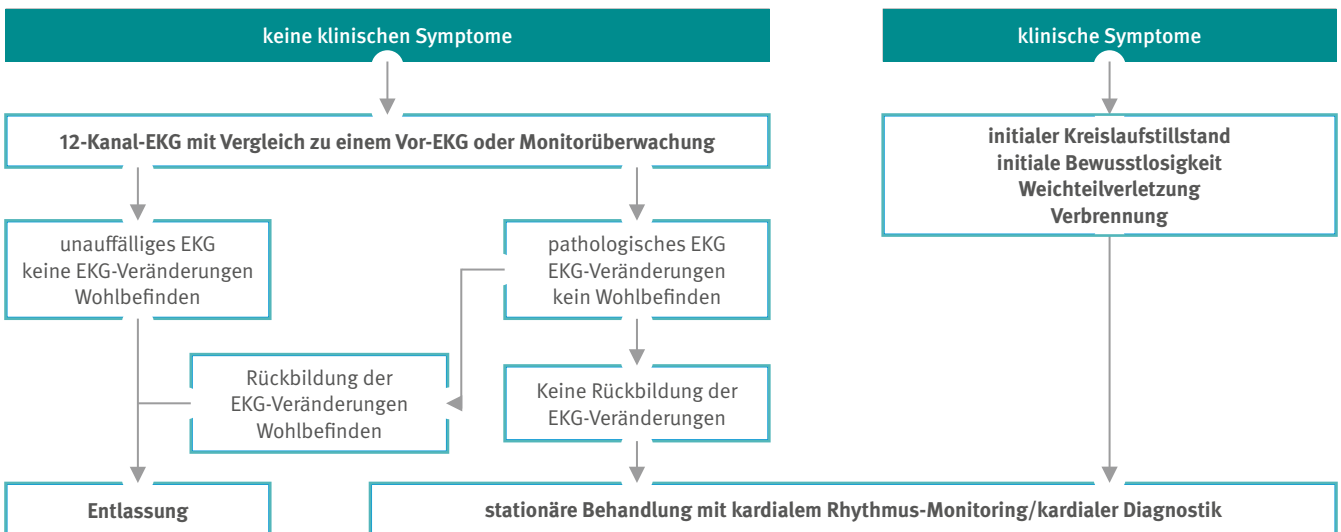 keine klinischen Symptome
klinische Symptome
12-Kanal-EKG mit Vergleich zu einem Vor-EKG oder Monitorüberwachung
initialer Kreislaufstillstand
initiale Bewusstlosigkeit
Weichteilverletzung
Verbrennung
unauffälliges EKG
keine EKG-Veränderungen
Wohlbefinden
pathologisches EKG
EKG-Veränderungen
kein Wohlbefinden
Rückbildung der
EKG-Veränderungen
Wohlbefinden
Keine Rückbildung der
EKG-Veränderungen
Entlassung
stationäre Behandlung mit kardialem Rhythmus-Monitoring/kardialer Diagnostik